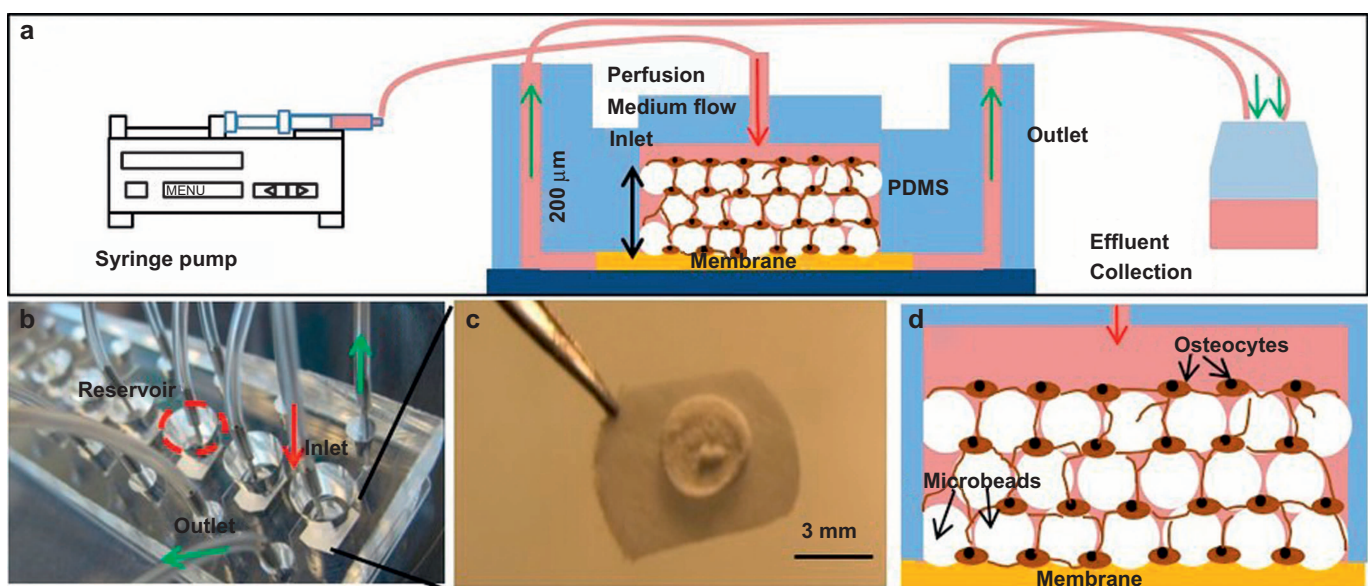 a
Perfusion
Medium flow
Inlet
Outlet
200 µm
PDMS
MENU
Syringe pump
Membrane
Effluent
Collection
b
Reservoir
Inlet
Outlet
c
3 mm
d
Osteocytes
Microbeads
Membrane